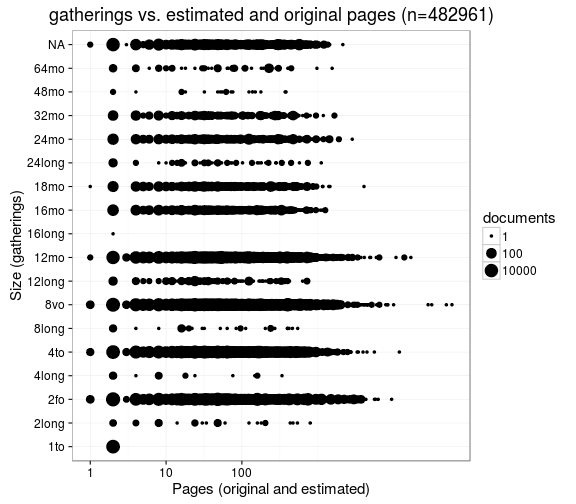 gatherings vs. estimated and original pages (n=482961)
NA
64mo
48mo
32mo
24mo
24long
18mo
16mo
16long
12mo
12long
8vo
8long
4to
4long
2fo
2long
1to
Size (gatherings)
1 10 100
Pages (original and estimated)
documents
1
100
10000